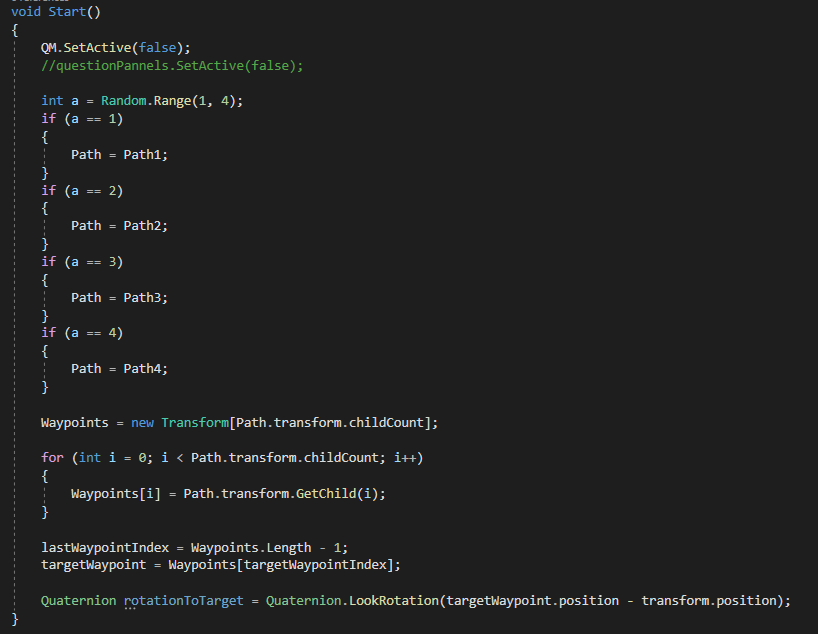 void Start()
{
QM.SetActive(false);
//questionPannels.SetActive(false);
int a = Random.Range(1, 4);
if (a == 1)
{
Path = Path1;
}
if (a == 2)
{
Path = Path2;
}
if (a == 3)
{
Path = Path3;
}
if (a == 4)
{
Path = Path4;
}
Waypoints = new Transform[Path.transform.childCount];
for (int i = 0; i < Path.transform.childCount; i++)
{
Waypoints[i] = Path.transform.GetChild(i);
}
lastWaypointIndex = Waypoints.Length - 1;
targetWaypoint = Waypoints[targetWaypointIndex];
Quaternion rotationToTarget = Quaternion.LookRotation(targetWaypoint.position - transform.position);
}